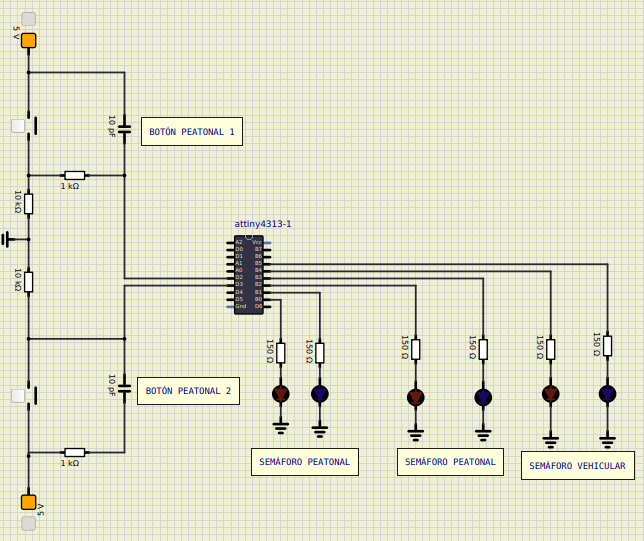 5 V
10 pF
BOTÓN PEATONAL 1
1 kΩ
10 kΩ
attiny4313-1
A2
D0
D1
A1
A0
D2
D3
D4
D5
Gnd
Vcc
B7
B6
B5
B4
B3
B2
B1
B0
D6
10 kΩ
150 Ω
150 Ω
150 Ω
150 Ω
150 Ω
150 Ω
10 pF
BOTÓN PEATONAL 2
1 kΩ
5 V
SEMÁFORO PEATONAL
SEMÁFORO PEATONAL
SEMÁFORO VEHICULAR